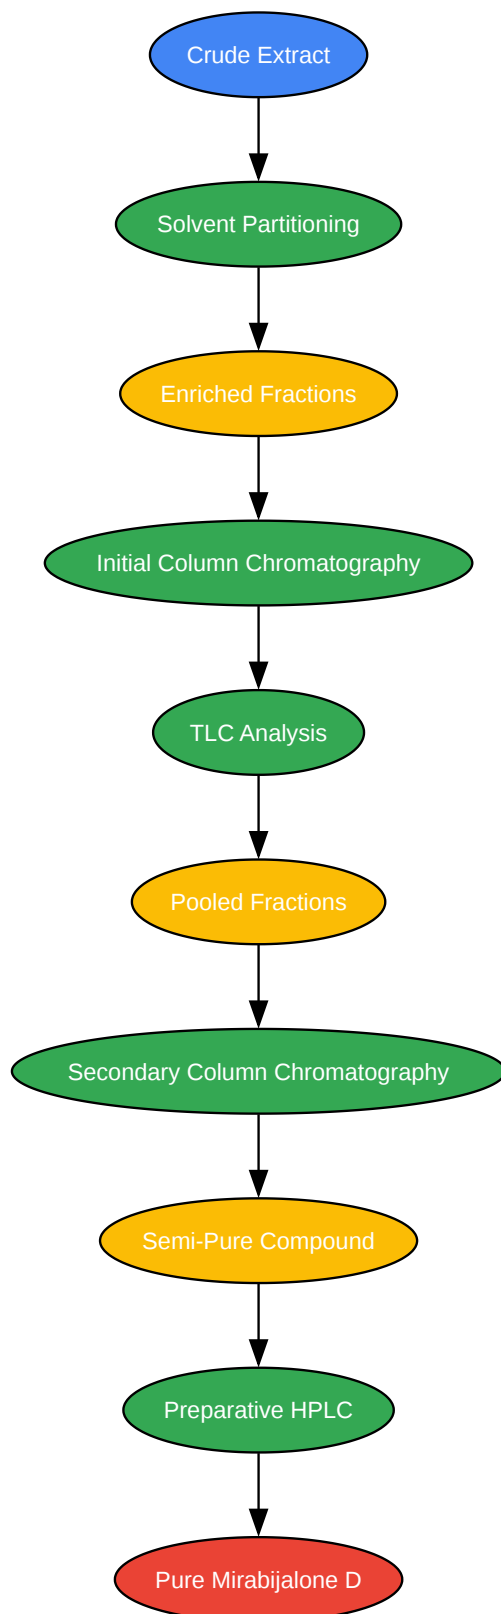 Crude Extract
Solvent Partitioning
Enriched Fractions
Initial Column Chromatography
TLC Analysis
Pooled Fractions
Secondary Column Chromatography
Semi-Pure Compound
Preparative HPLC
Pure Mirabijalone D